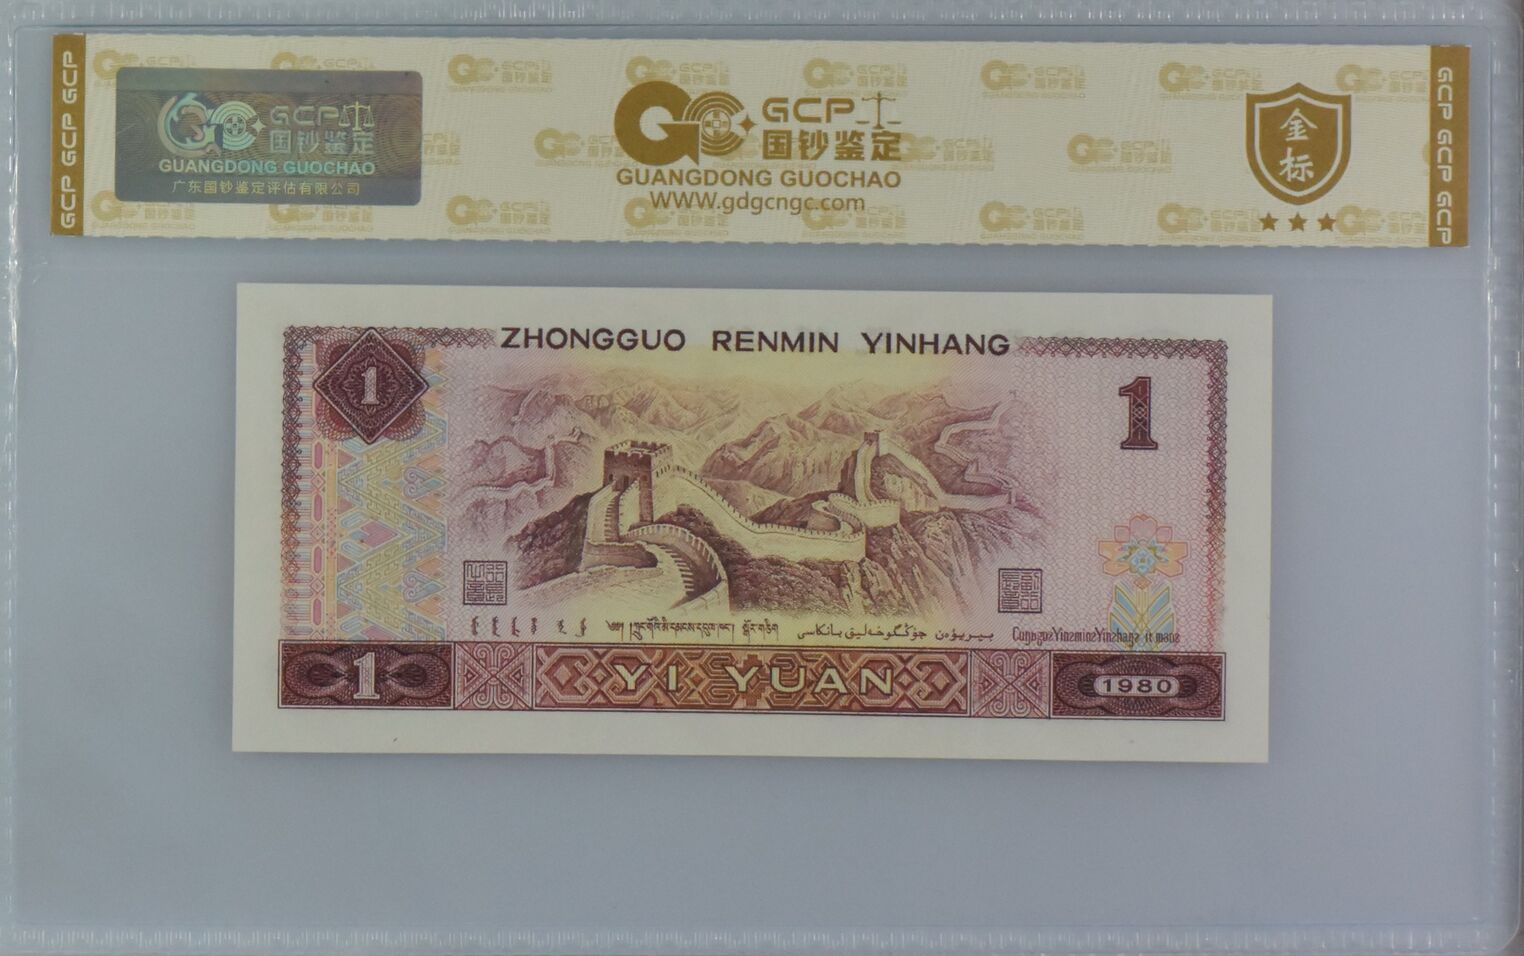 GCP GCP GCP
GCP
国钞鉴定
GUANGDONG GUOCHAO
广东国钞鉴定评估有限公司
GCP
国钞鉴定
GUANGDONG GUOCHAO
WWW.gdgcngc.com
金标
GCP GCP GCP
ZHONGGUO RENMIN YINHANG
1
1
1
YI YUAN
1980